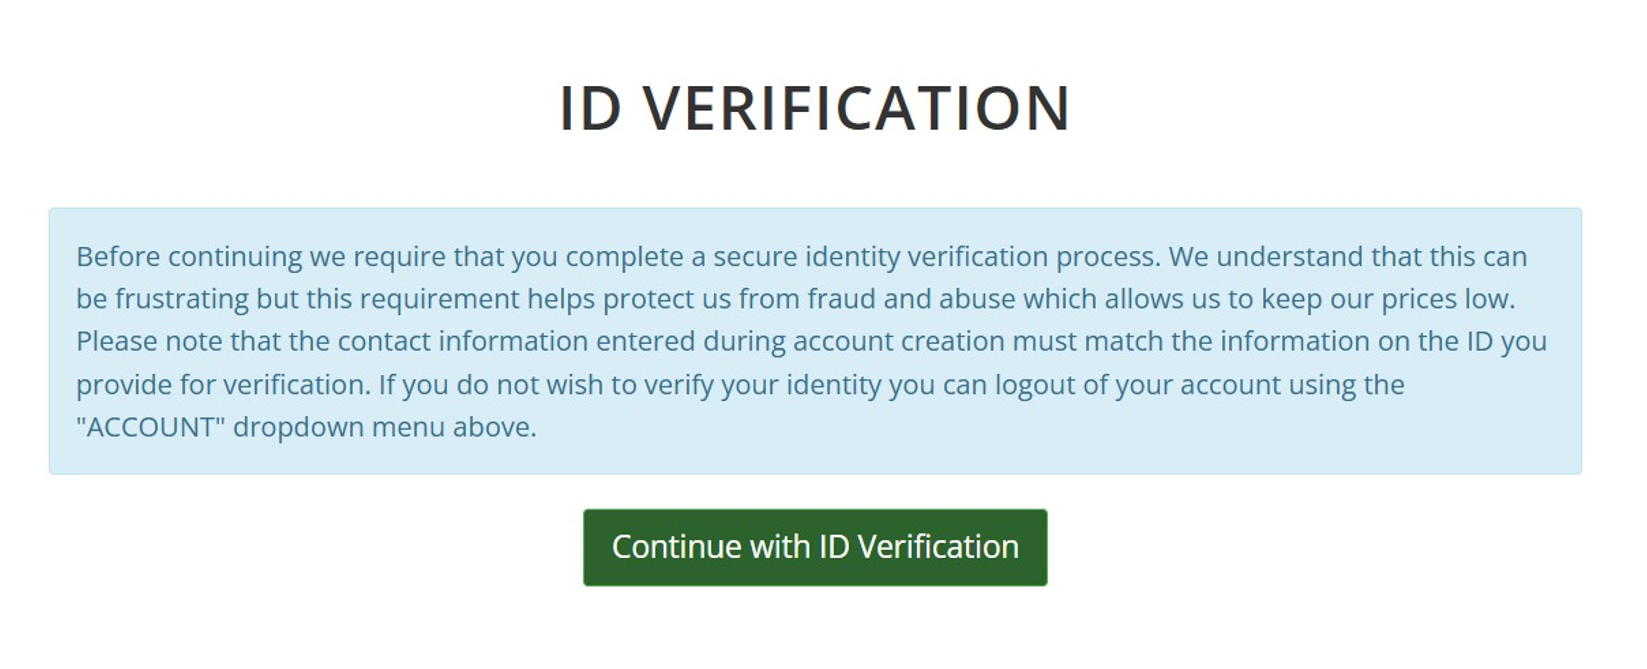 ID VERIFICATION
Before continuing we require that you complete a secure identity verification process. We understand that this can
be frustrating but this requirement helps protect us from fraud and abuse which allows us to keep our prices low.
Please note that the contact information entered during account creation must match the information on the ID you
provide for verification. If you do not wish to verify your identity you can logout of your account using the
"ACCOUNT" dropdown menu above.
Continue with ID Verification